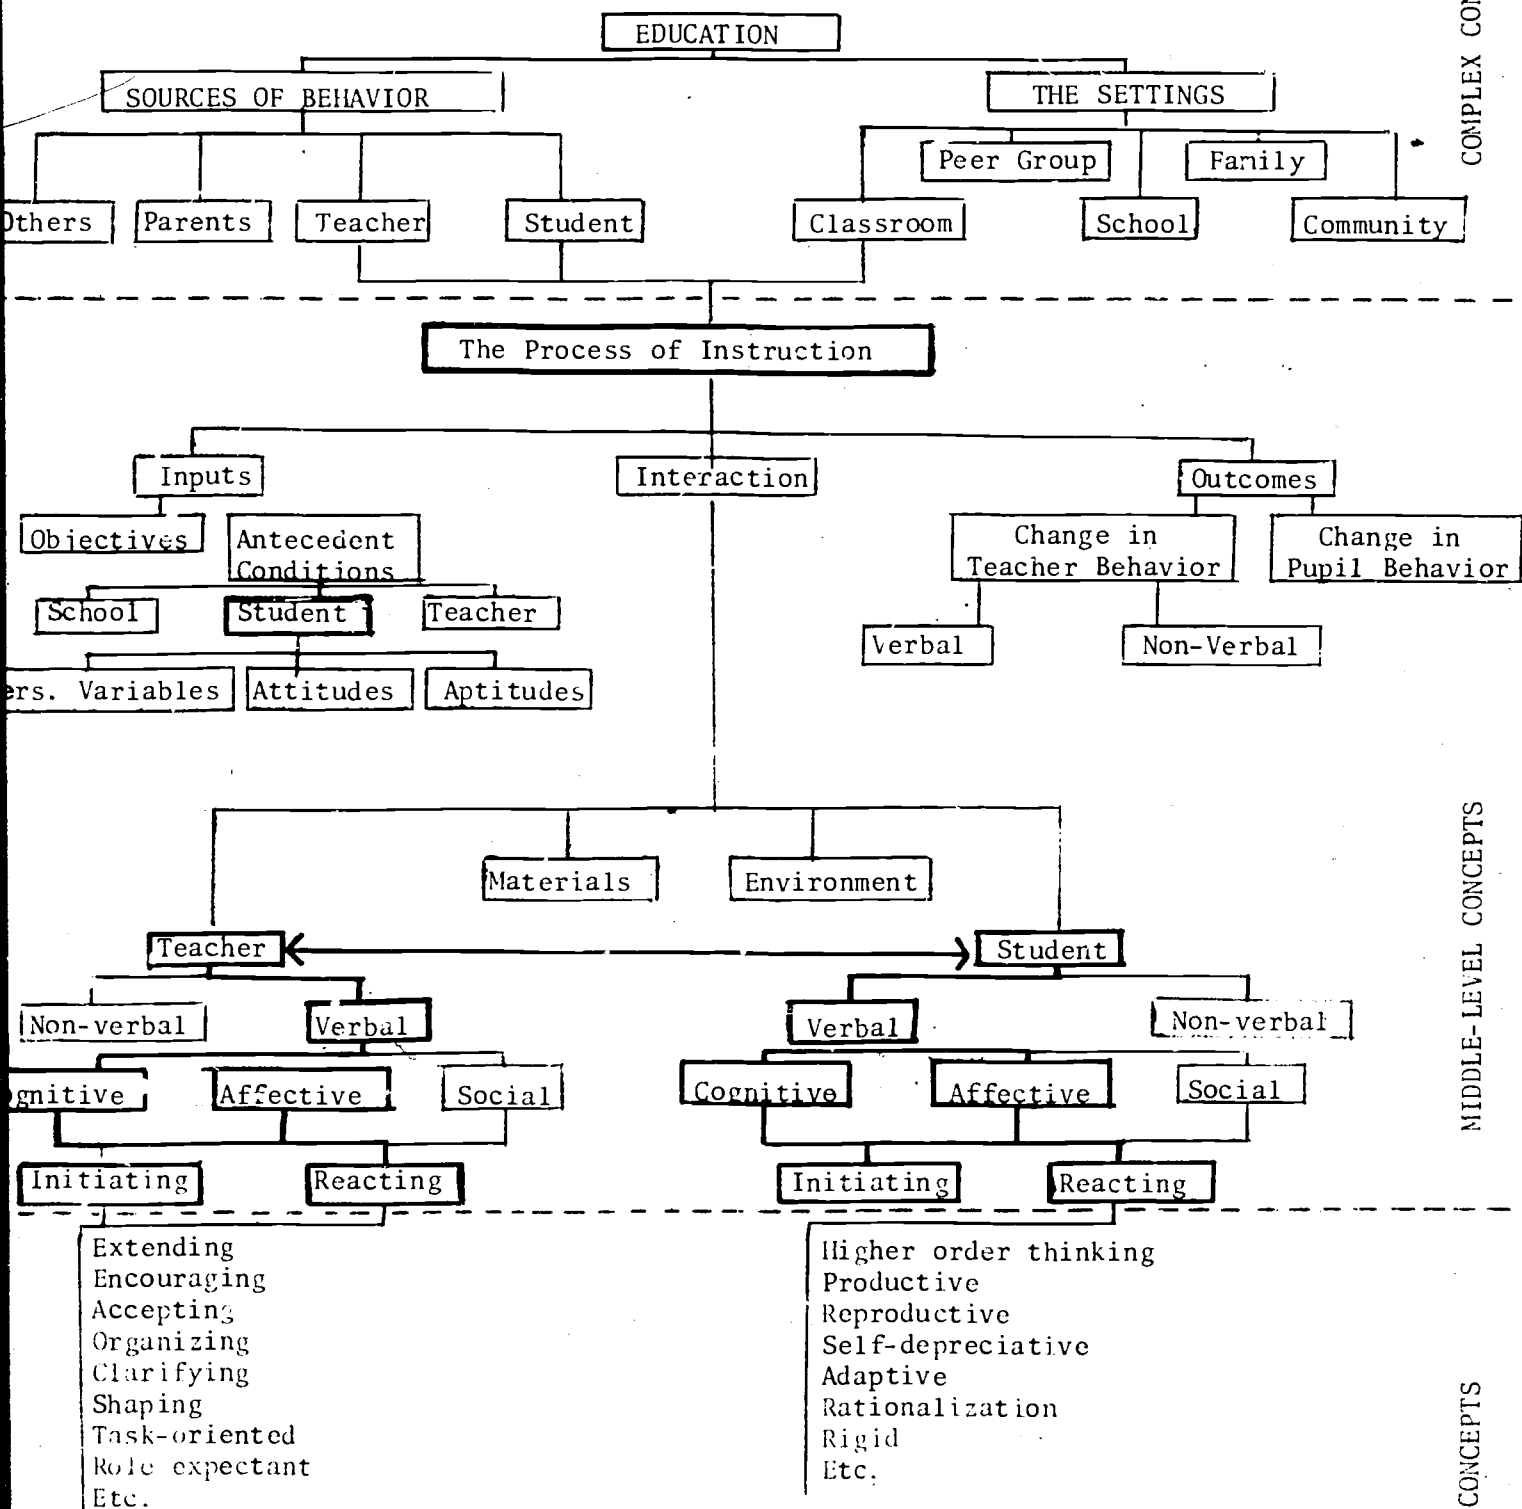 EDUCATION
SOURCES OF BEHAVIOR
THE SETTINGS
Peer Group
Family
Others
Parents
Teacher
Student
Classroom
School
Community
COMPLEX
The Process of Instruction
Inputs
Interaction
Outcomes
Objectives
Antecedent
Conditions
Change in
Teacher Behavior
Change in
Pupil Behavior
School
Student
Teacher
Verbal
Non-Verbal
ers. Variables
Attitudes
Aptitudes
Materials
Environment
Teacher
Student
Non-verbal
Verbal
Verbal
Non-verbal
ognitive
Affective
Social
Cognitive
Affective
Social
Initiating
Reacting
Initiating
Reacting
MIDDLE-LEVEL CONCEPTS
Extending
Encouraging
Accepting
Organizing
Clarifying
Shaping
Task-oriented
Role expectant
Etc.
Higher order thinking
Productive
Reproductive
Self-depreciative
Adaptive
Rationalization
Rigid
Etc.
CONCEPTS